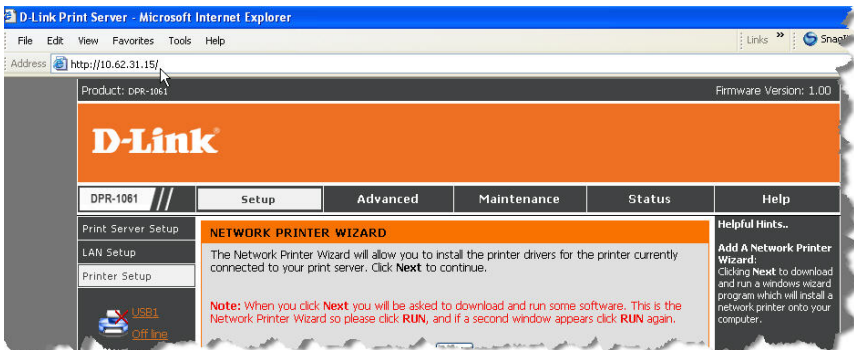 D-Link Print Server - Microsoft Internet Explorer
File Edit View Favorites Tools Help
Links »
Address http://10.62.31.15/
Product: DPR-1061
Firmware Version: 1.00
D-Link
DPR-1061 Setup Advanced Maintenance Status Help
Print Server Setup
LAN Setup
Printer Setup
USB1
Off line
NETWORK PRINTER WIZARD
The Network Printer Wizard will allow you to install the printer drivers for the printer currently
connected to your print server. Click Next to continue.
Note: When you click Next you will be asked to download and run some software. This is the
Network Printer Wizard so please click RUN, and if a second window appears click RUN again.
Helpful Hints..
Add A Network Printer
Wizard:
Clicking Next to download
and run a windows wizard
program which will install a
network printer onto your
computer.